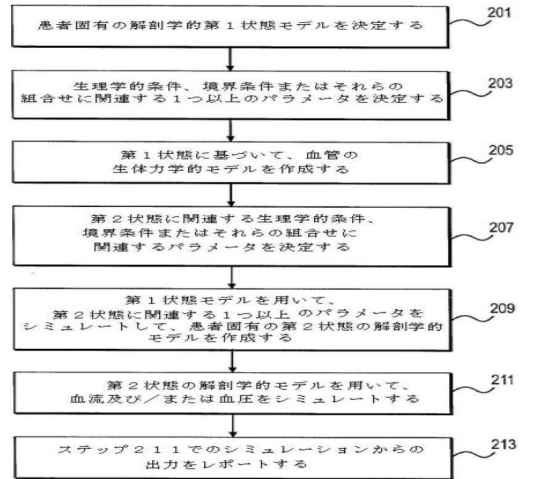 患者固有の解剖学的第1状態モデルを決定する
201
生理学的条件、境界条件またはそれらの
組合せに関連する1つ以上のパラメータを決定する
203
第1状態に基づいて、血管の
生体力学的モデルを作成する
205
第2状態に関連する生理学的条件、
境界条件またはそれらの組合せに
関連するパラメータを決定する
207
第1状態モデルを用いて、
第2状態に関連する1つ以上のパラメータを
シミュレートして、患者固有の第2状態の解剖学的
モデルを作成する
209
第2状態の解剖学的モデルを用いて、
血流及び/または血圧をシミュレートする
211
ステップ211でのシミュレーションからの
出力をレポートする
213